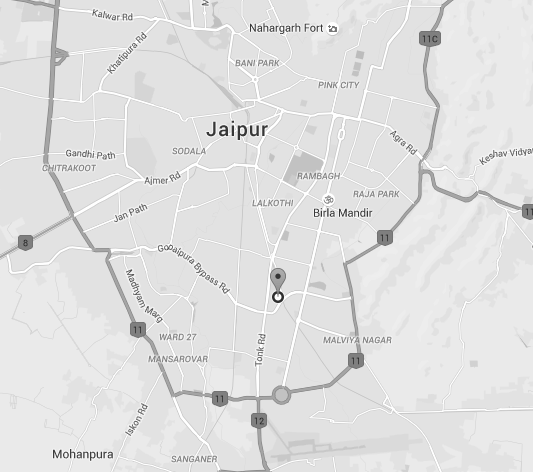 Kalwar Rd
Nahargarh Fort
11C
Khatipura Rd
BANI PARK
PINK CITY
Jaipur
Agra Rd
Gandhi Path
SODALA
Keshav Vidya
CHITRAKOOT
Ajmer Rd
RAMBAGH
RAJA PARK
LALKOTHI
Jan Path
Birla Mandir
11
11
8
Gopalpura Bypass Rd
Madhyam Marg
11
WARD 27
Tonk Rd
MALVIYA NAGAR
MANSAROVAR
11
11
12
Iskon Rd
Mohanpura
SANGANER